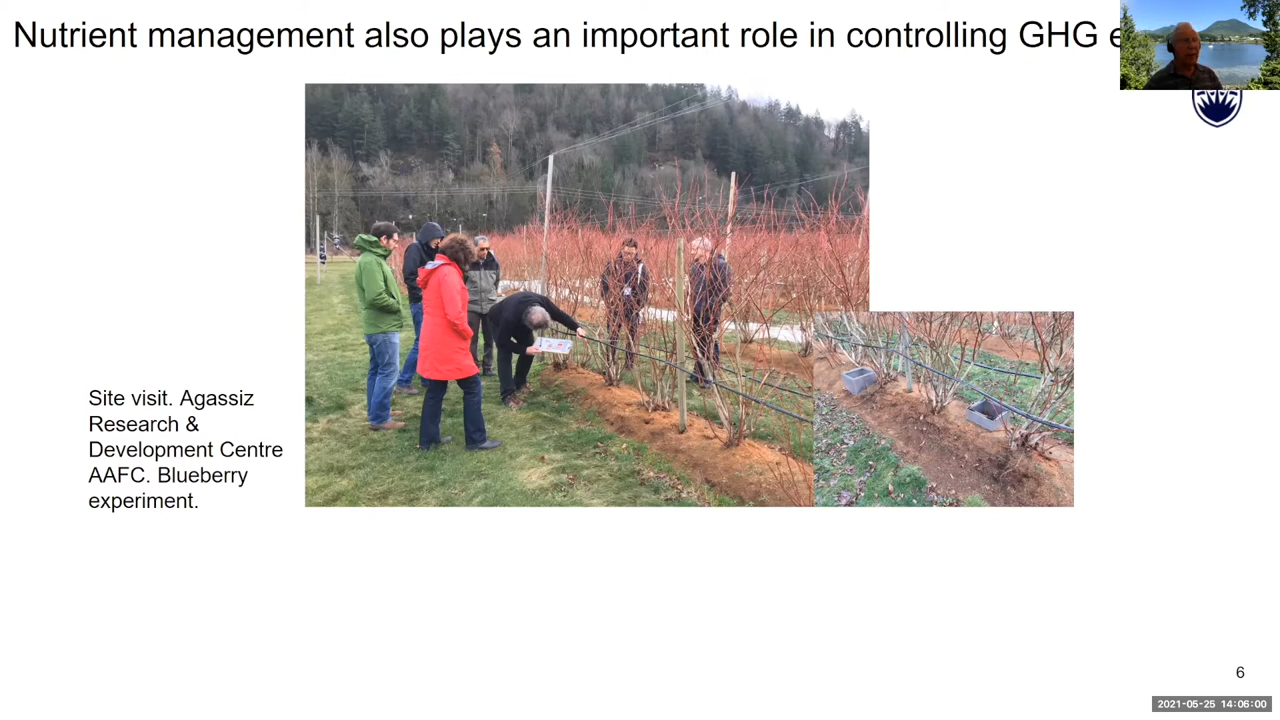 Nutrient management also plays an important role in controlling GHG
Site visit. Agassiz
Research &
Development Centre
AAFC. Blueberry
experiment.
6
2021-05-25 14:06:00